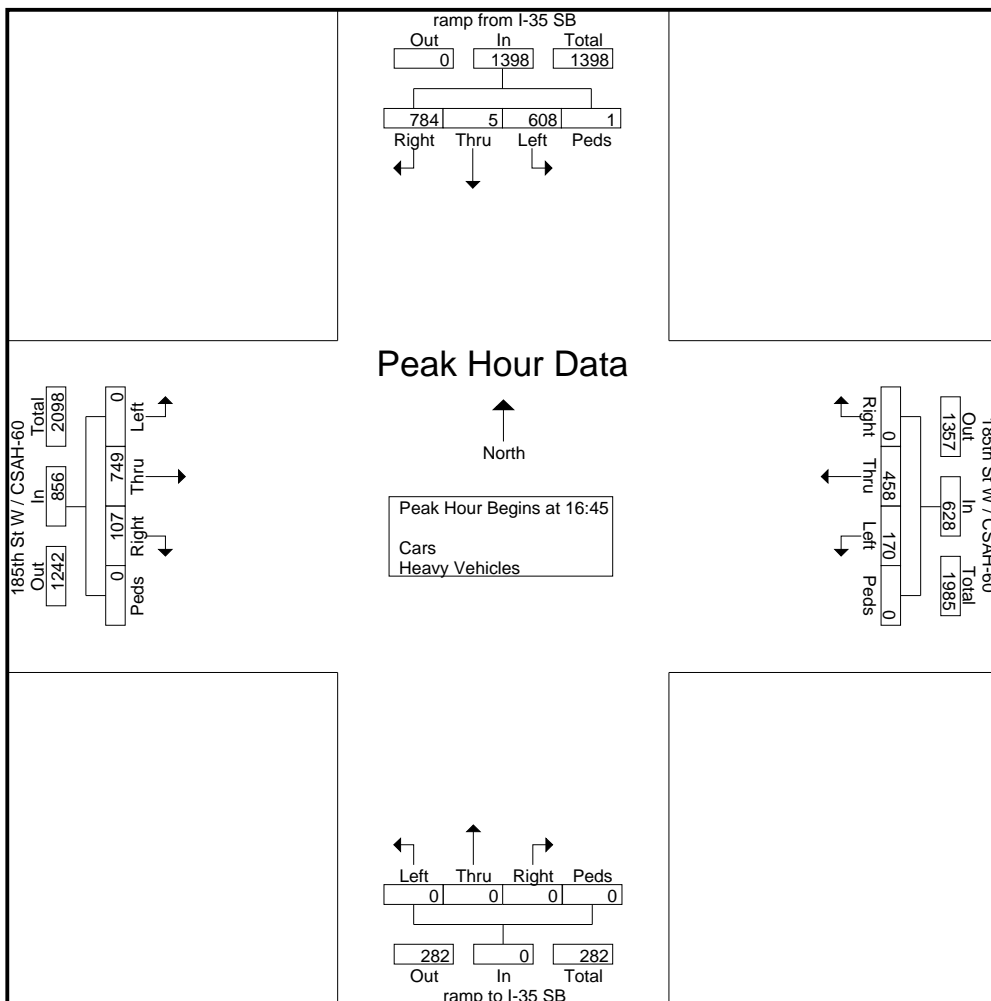 ramp from I-35 SB
Out In Total
0 1398 1398
784 5 608 1
Right Thru Left Peds
Peak Hour Data
North
Peak Hour Begins at 16:45
Cars
Heavy Vehicles
185th St W / CSAH-60
Total In Out
2098 856 1242
0 749 107 0
Left Thru Right Peds
185th St W / CSAH-60
Out In Total
1357 628 1985
0 458 170 0
Right Thru Left Peds
Left Thru Right Peds
0 0 0 0
282 0 282
Out In Total
ramp to I-35 SB